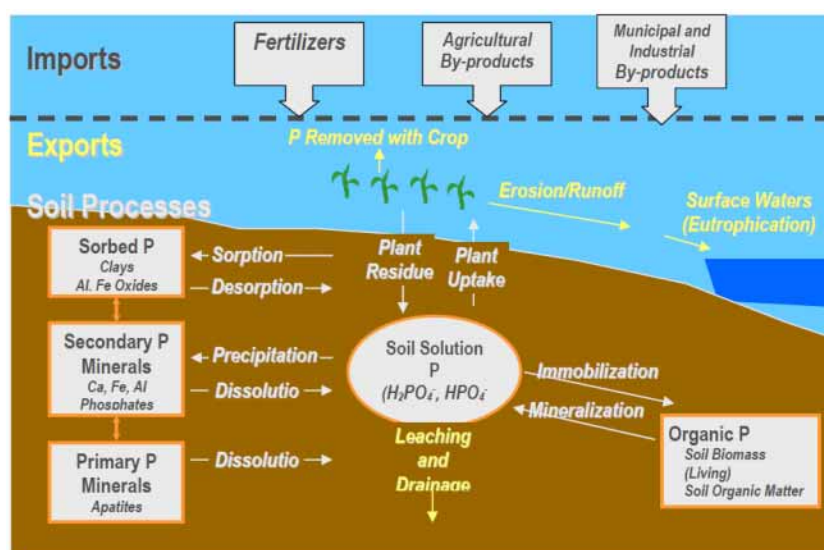 Imports
Fertilizers
Agricultural
By-products
Municipal and
Industrial
By-products
Exports
P Removed with Crop
Erosion/Runoff
Surface Waters
(Eutrophication)
Soil Processes
Sorbed P
Clays
Al. Fe Oxides
Sorption
Desorption
Plant
Residue
Plant
Uptake
Secondary P
Minerals
Ca, Fe, Al
Phosphates
Precipitation
Dissolutio
Soil Solution
P
(H₂PO₄⁻, HPO₄⁻
Immobilization
Mineralization
Primary P
Minerals
Apatites
Dissolutio
Leaching
and
Drainage
Organic P
Soil Biomass
(Living)
Soil Organic Matter